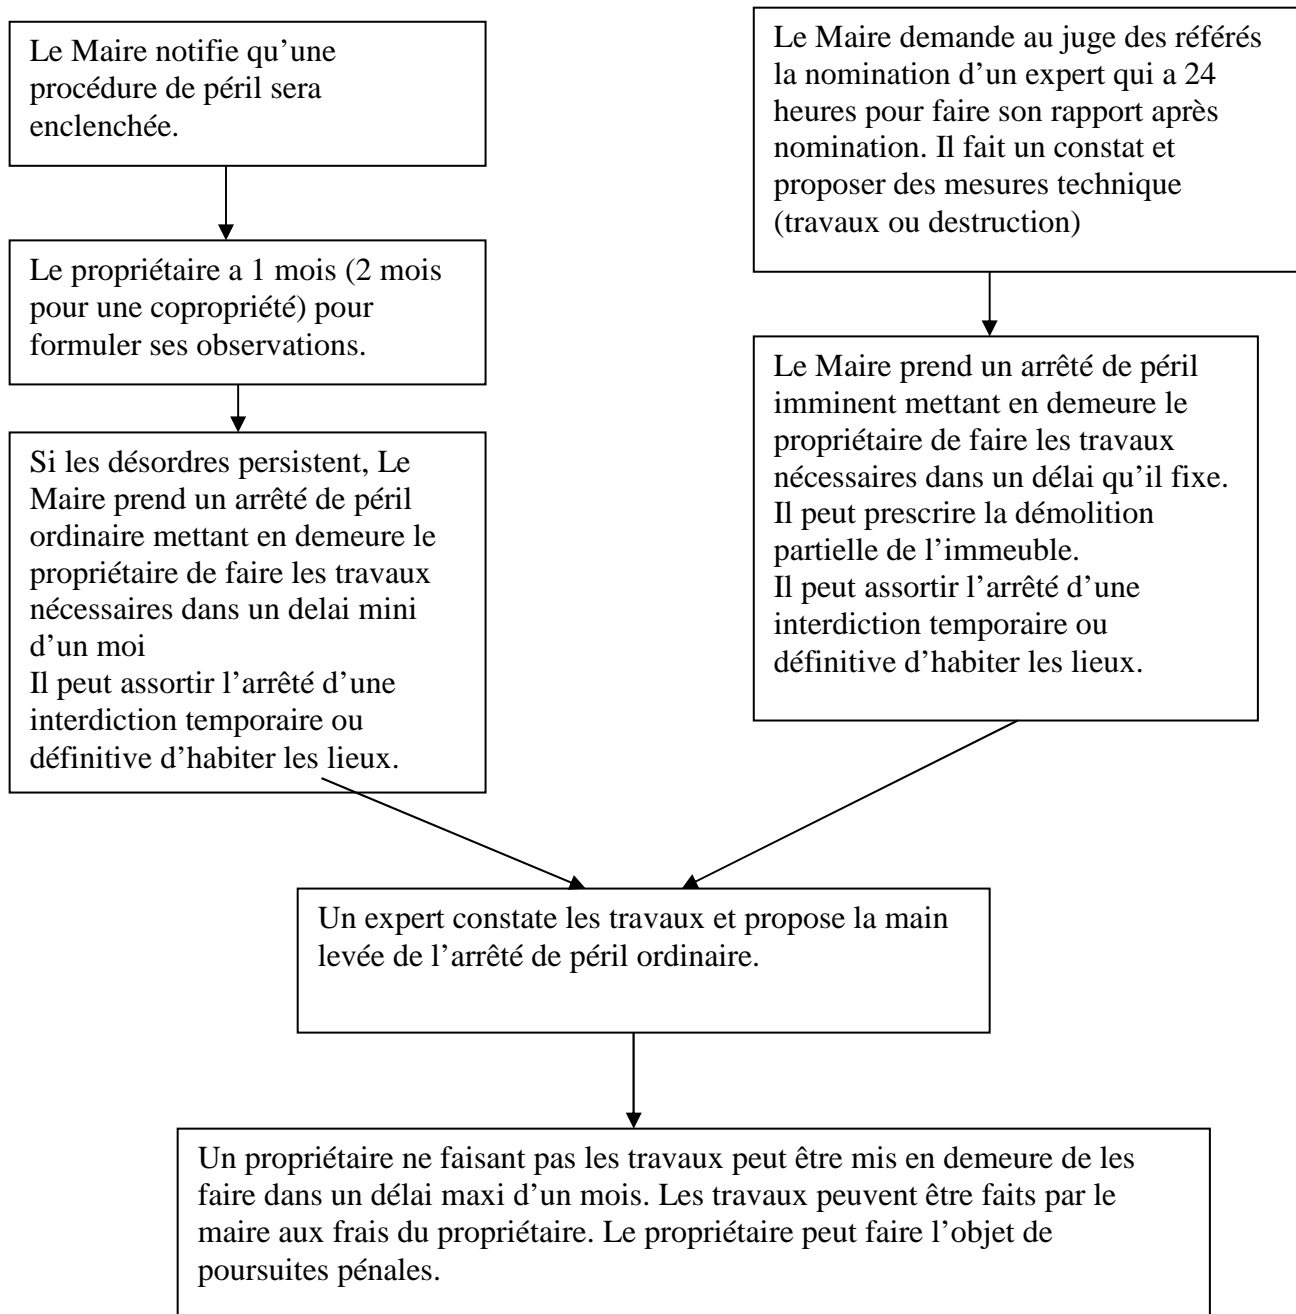 Le Maire notifie qu’une
procédure de péril sera
enclenchée.
Le propriétaire a 1 mois (2 mois
pour une copropriété) pour
formuler ses observations.
Si les désordres persistent, Le
Maire prend un arrêté de péril
ordinaire mettant en demeure le
propriétaire de faire les travaux
nécessaires dans un delai mini
d’un moi
Il peut assortir l’arrêté d’une
interdiction temporaire ou
définitive d’habiter les lieux.
Le Maire demande au juge des référés
la nomination d’un expert qui a 24
heures pour faire son rapport après
nomination. Il fait un constat et
proposer des mesures technique
(travaux ou destruction)
Le Maire prend un arrêté de péril
imminent mettant en demeure le
propriétaire de faire les travaux
nécessaires dans un délai qu’il fixe.
Il peut prescrire la démolition
partielle de l’immeuble.
Il peut assortir l’arrêté d’une
interdiction temporaire ou
définitive d’habiter les lieux.
Un expert constate les travaux et propose la main
levée de l’arrêté de péril ordinaire.
Un propriétaire ne faisant pas les travaux peut être mis en demeure de les
faire dans un délai maxi d’un mois. Les travaux peuvent être faits par le
maire aux frais du propriétaire. Le propriétaire peut faire l’objet de
poursuites pénales.